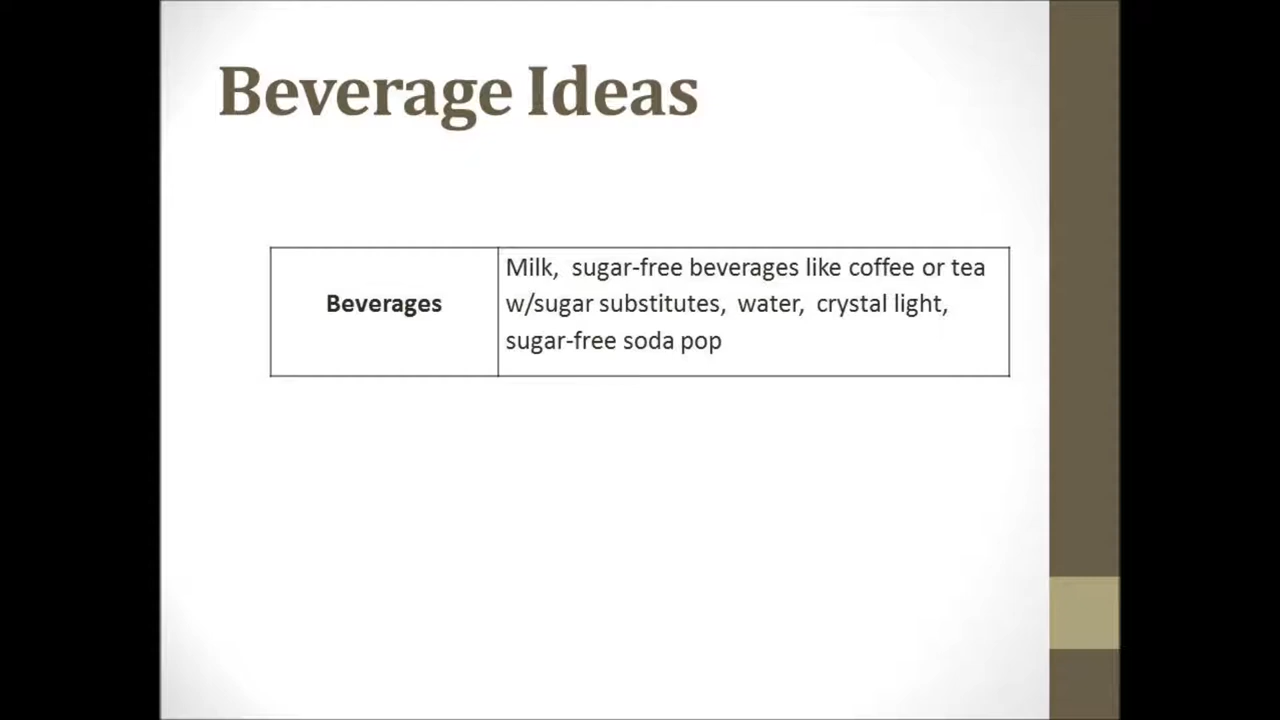 Beverage Ideas
Beverages
Milk,  sugar-free beverages like coffee or tea
w/sugar substitutes,  water,  crystal light,
sugar-free soda pop